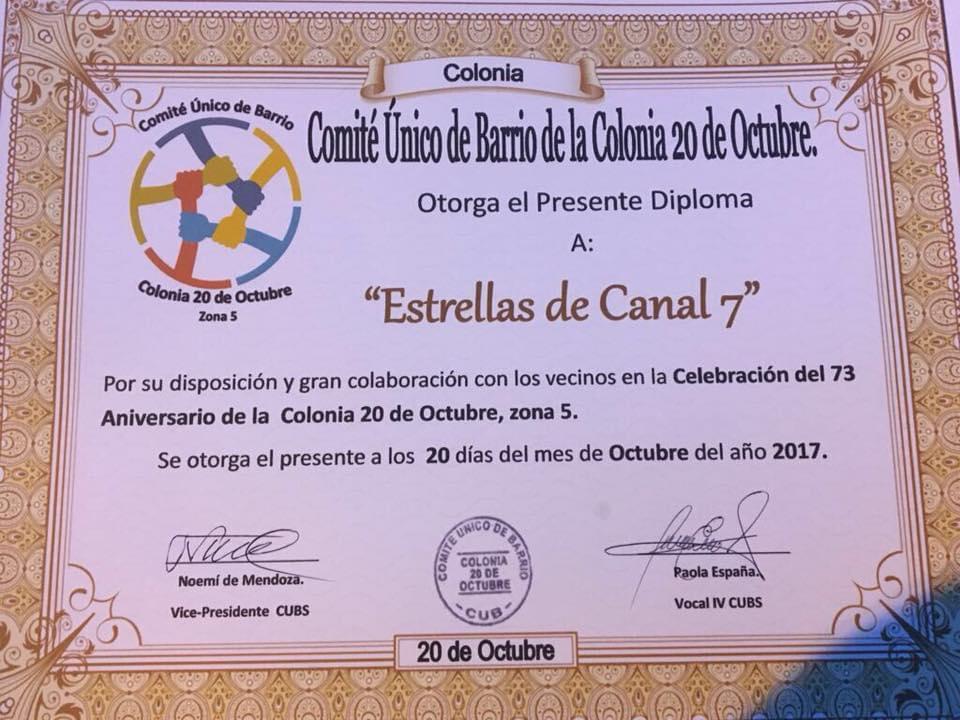 Colonia
Comité Único de Barrio
Colonia 20 de Octubre
Zona 5
Comité Único de Barrio de la Colonia 20 de Octubre.
Otorga el Presente Diploma
A:
“Estrellas de Canal 7”
Por su disposición y gran colaboración con los vecinos en la Celebración del 73
Aniversario de la Colonia 20 de Octubre, zona 5.
Se otorga el presente a los 20 días del mes de Octubre del año 2017.
Noemí de Mendoza.
Vice-Presidente CUBS
COMITE UNICO DE BARRIO
COLONIA
20 DE
OCTUBRE
- CUB -
Paola España.
Vocal IV CUBS
20 de Octubre